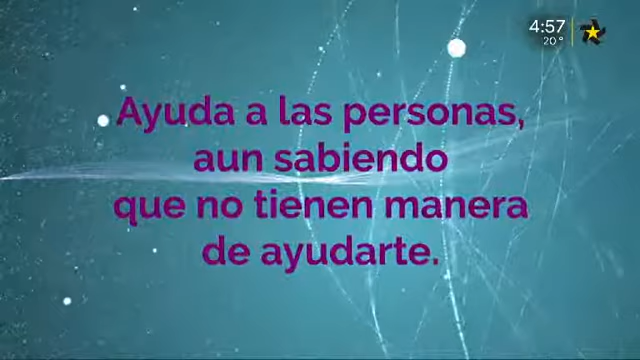 4:57
20°
Ayuda a las personas,
aun sabiendo
que no tienen manera
de ayudarte.